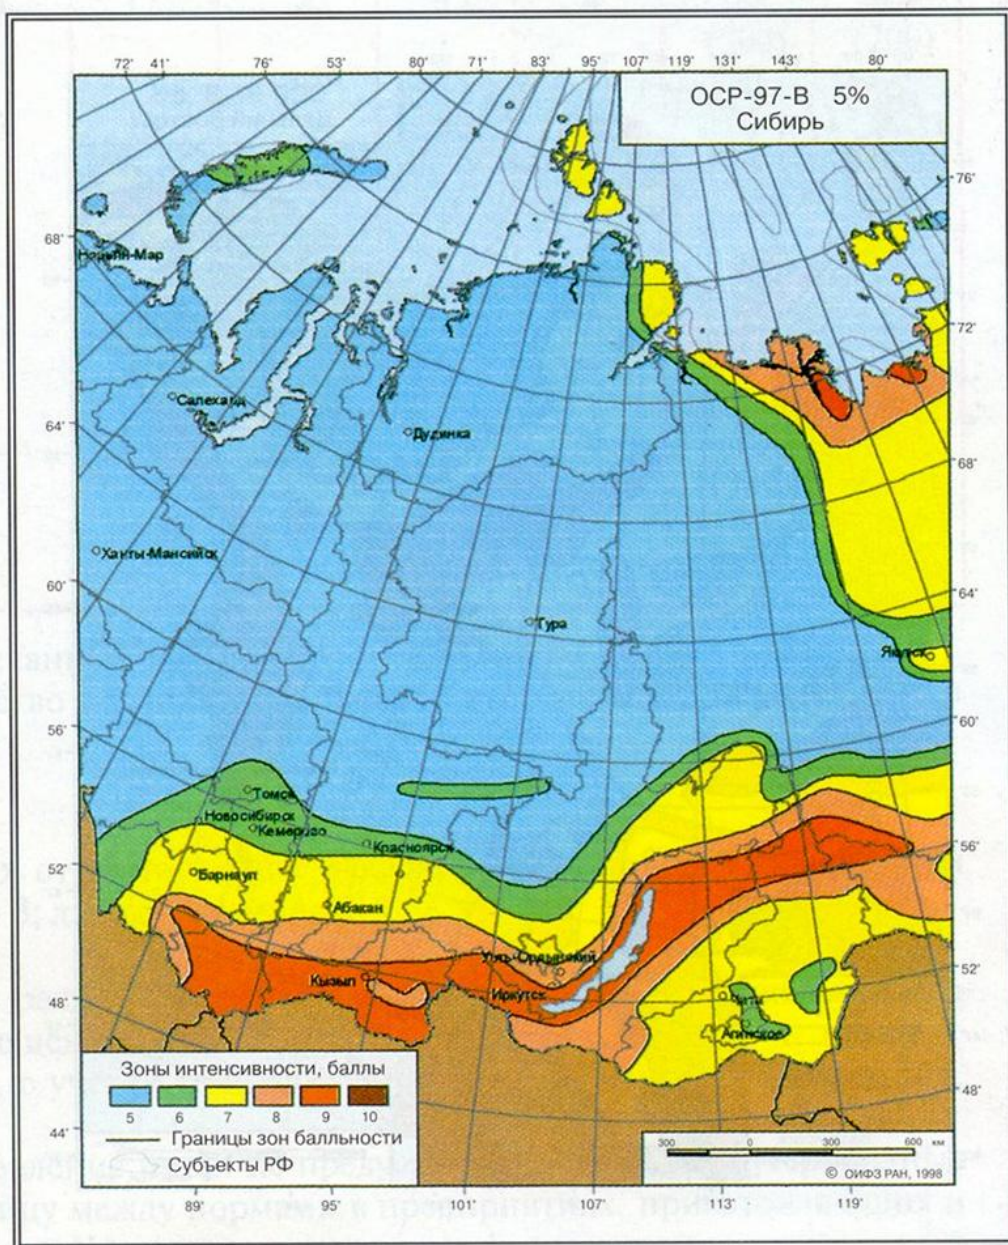 72° 41° 76° 53° 80° 71° 83° 95° 107° 119° 131° 143° 80°
ОСР-97-В 5%
Сибирь
76°
68°
Нарьян-Мар
72°
Салехард
64°
Дудинка
68°
Ханты-Мансийск
60°
64°
Тура
Якутск
56°
60°
Томск
Новосибирск
Кемерово
Красноярск
56°
52°
Барнаул
Абакан
Усть-Ордынский
52°
Кызыл
Иркутск
Чита
48°
Агинское
Зоны интенсивности, баллы
5 6 7 8 9 10
48°
Границы зон балльности
44°
300 0 300 600 км
Субъекты РФ
© ОИФЗ РАН, 1998
89° 95° 101° 107° 113° 119°